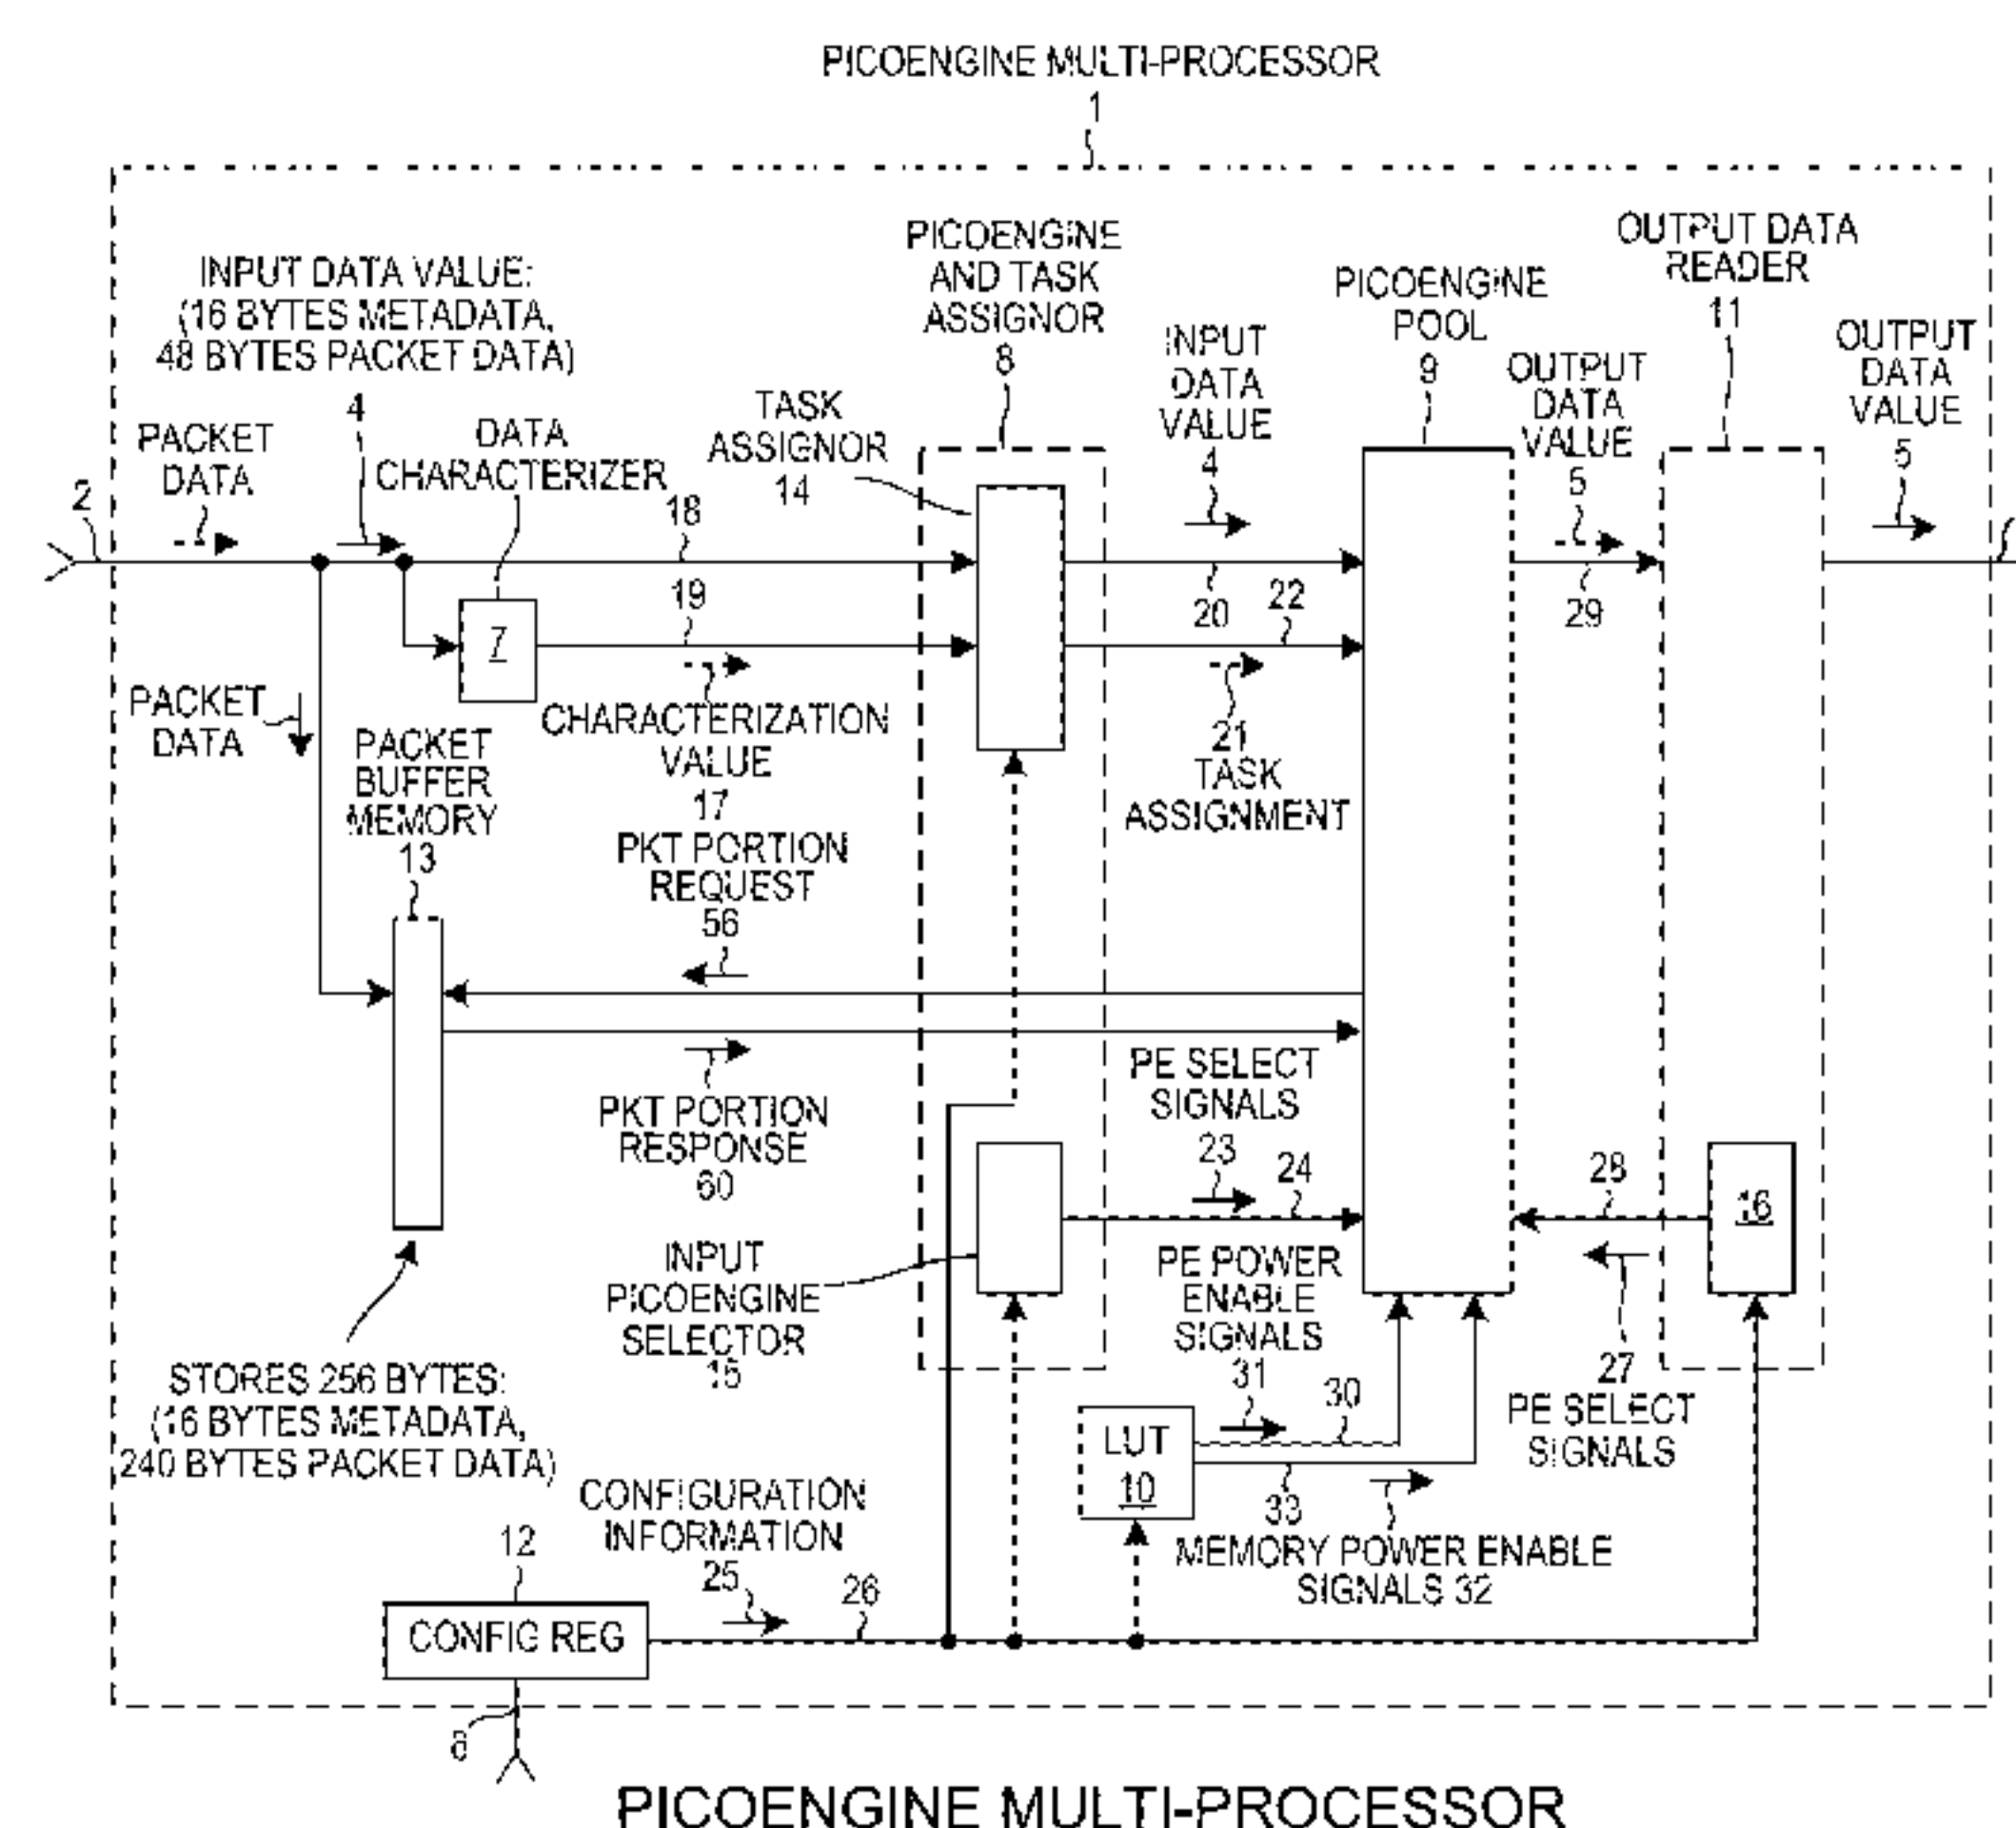 PICOENGINE MULTI-PROCESSOR
1
INPUT DATA VALUE:
(16 BYTES METADATA,
48 BYTES PACKET DATA)
4
PACKET
DATA
2
DATA
CHARACTERIZER
7
18
19
TASK
ASSIGNOR
14
PICOENGINE
AND TASK
ASSIGNOR
8
INPUT
DATA
VALUE
4
20
22
21
TASK
ASSIGNMENT
PICOENGINE
POOL
9
OUTPUT
DATA
VALUE
5
29
OUTPUT DATA
READER
11
OUTPUT
DATA
VALUE
5
PACKET
DATA
PACKET
BUFFER
MEMORY
13
CHARACTERIZATION
VALUE
17
PKT PORTION
REQUEST
56
PKT PORTION
RESPONSE
60
PE SELECT
SIGNALS
23
24
28
16
27
PE SELECT
SIGNALS
INPUT
PICOENGINE
SELECTOR
15
PE POWER
ENABLE
SIGNALS
31
30
LUT
10
33
MEMORY POWER ENABLE
SIGNALS 32
STORES 256 BYTES:
(16 BYTES METADATA,
240 BYTES PACKET DATA)
CONFIGURATION
INFORMATION
25
26
12
CONFIG REG
PICOENGINE MULTI-PROCESSOR